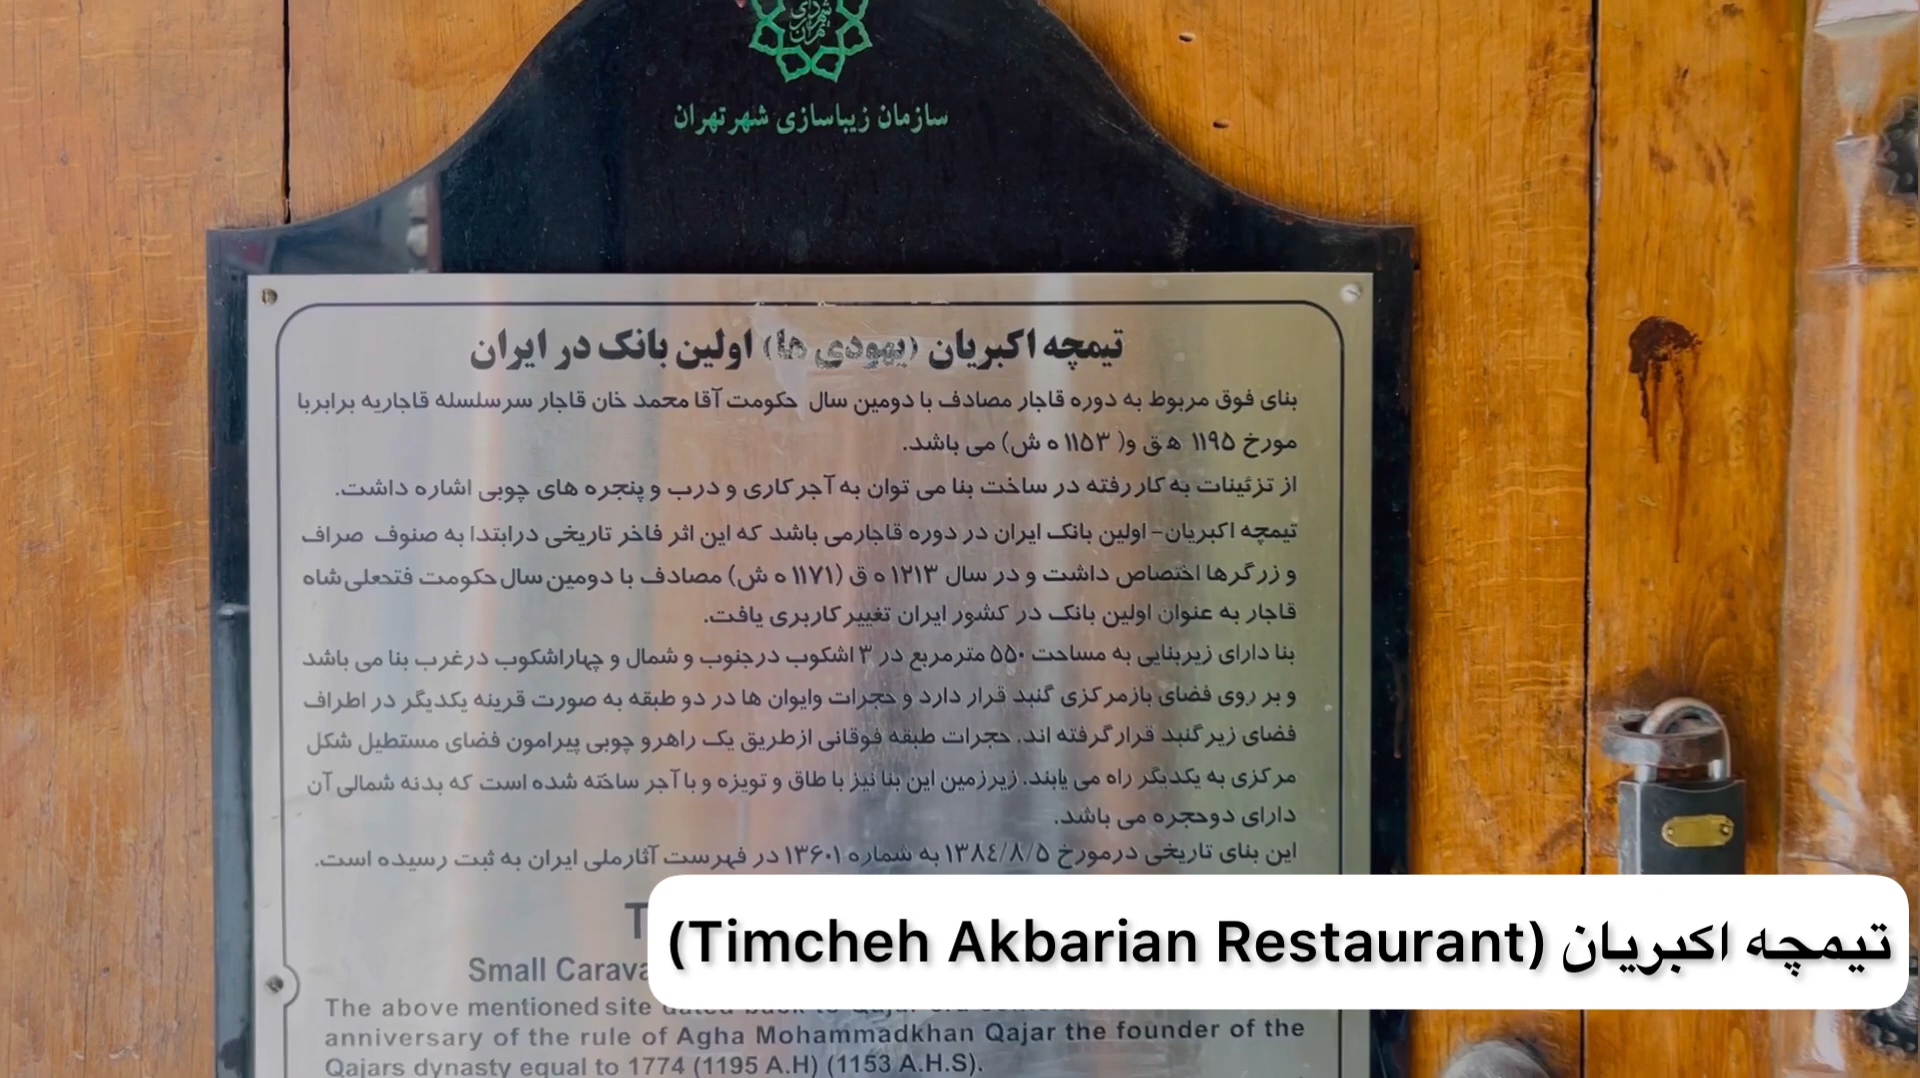 شهرداری تهران
سازمان زیباسازی شهر تهران
تیمچه اکبریان (یهودی ها) اولین بانک در ایران
بنای فوق مربوط به دوره قاجار مصادف با دومین سال حکومت آقا محمد خان قاجار سرسلسله قاجاریه برابر با
مورخ ۱۱۹۵ ه ق و( ۱۱۵۳ ه ش) می باشد.
از تزئینات به کار رفته در ساخت بنا می توان به آجر کاری و درب و پنجره های چوبی اشاره داشت.
تیمچه اکبریان- اولین بانک ایران در دوره قاجارمی باشد که این اثر فاخر تاریخی درابتدا به صنوف صراف
و زرگرها اختصاص داشت و در سال ۱۲۱۳ ه ق (۱۱۷۱ ه ش) مصادف با دومین سال حکومت فتحعلی شاه
قاجار به عنوان اولین بانک در کشور ایران تغییر کاربری یافت.
بنا دارای زیربنایی به مساحت ۵۵۰ مترمربع در ۳ اشکوب درجنوب و شمال و چهاراشکوب درغرب بنا می باشد
و بر روی فضای بازمرکزی گنبد قرار دارد و حجرات وایوان ها در دو طبقه به صورت قرینه یکدیگر در اطراف
فضای زیر گنبد قرار گرفته اند. حجرات طبقه فوقانی ازطریق یک راهرو چوبی پیرامون فضای مستطیل شکل
مرکزی به یکدیگر راه می یابند. زیرزمین این بنا نیز با طاق و تویزه و با آجر ساخته شده است که بدنه شمالی آن
دارای دوحجره می باشد.
این بنای تاریخی درمورخ ۱۳۸٤/۸/۵ به شماره ۱۳۶۰۱ در فهرست آثارملی ایران به ثبت رسیده است.
Small
The above mentioned site
anniversary of the rule of Agha Mohammadkhan Qajar the founder of the
Qajars dynasty equal to 1774 (1195 A.H) (1153 A.H.S).
تیمچه اکبریان (Timcheh Akbarian Restaurant)